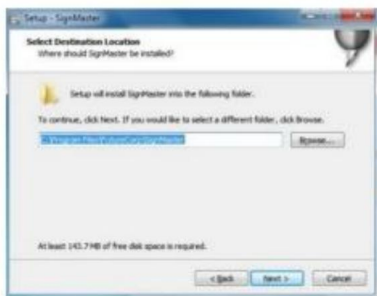 Setup - SignMaster
Select Destination Location
Where should SignMaster be installed?
Setup will install SignMaster into the following folder.
To continue, click Next. If you would like to select a different folder, click Browse.
Browse...
At least 143.7 MB of free disk space is required.
< Back
Next >
Cancel